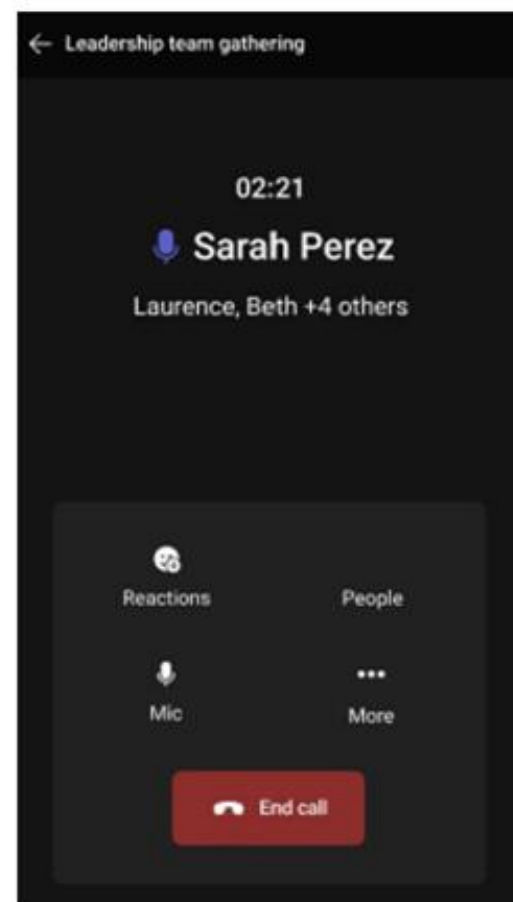 Leadership team gathering
02:21
Sarah Perez
Laurence, Beth +4 others
Reactions People
Mic More
End call